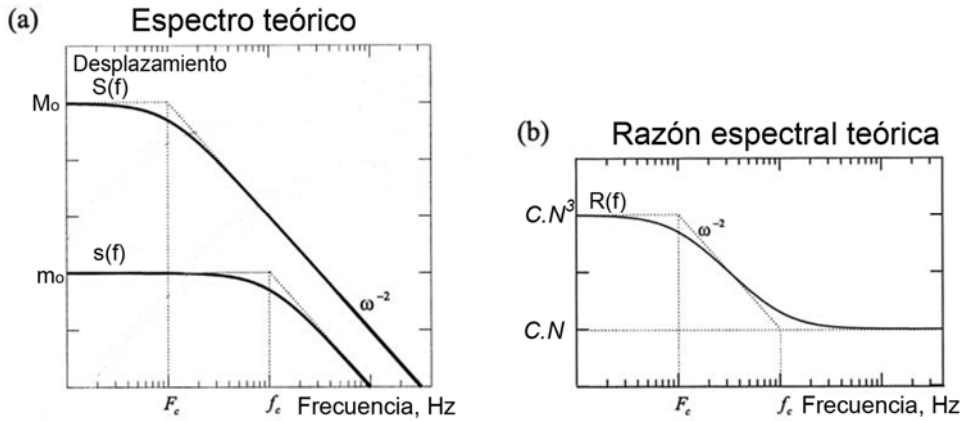 (a) Espectro teórico
Desplazamiento
S(f)
Mo
s(f)
mo
ω⁻²
Fc fc Frecuencia, Hz
(b) Razón espectral teórica
C.N³ R(f)
ω⁻²
C.N
Fc fc Frecuencia, Hz